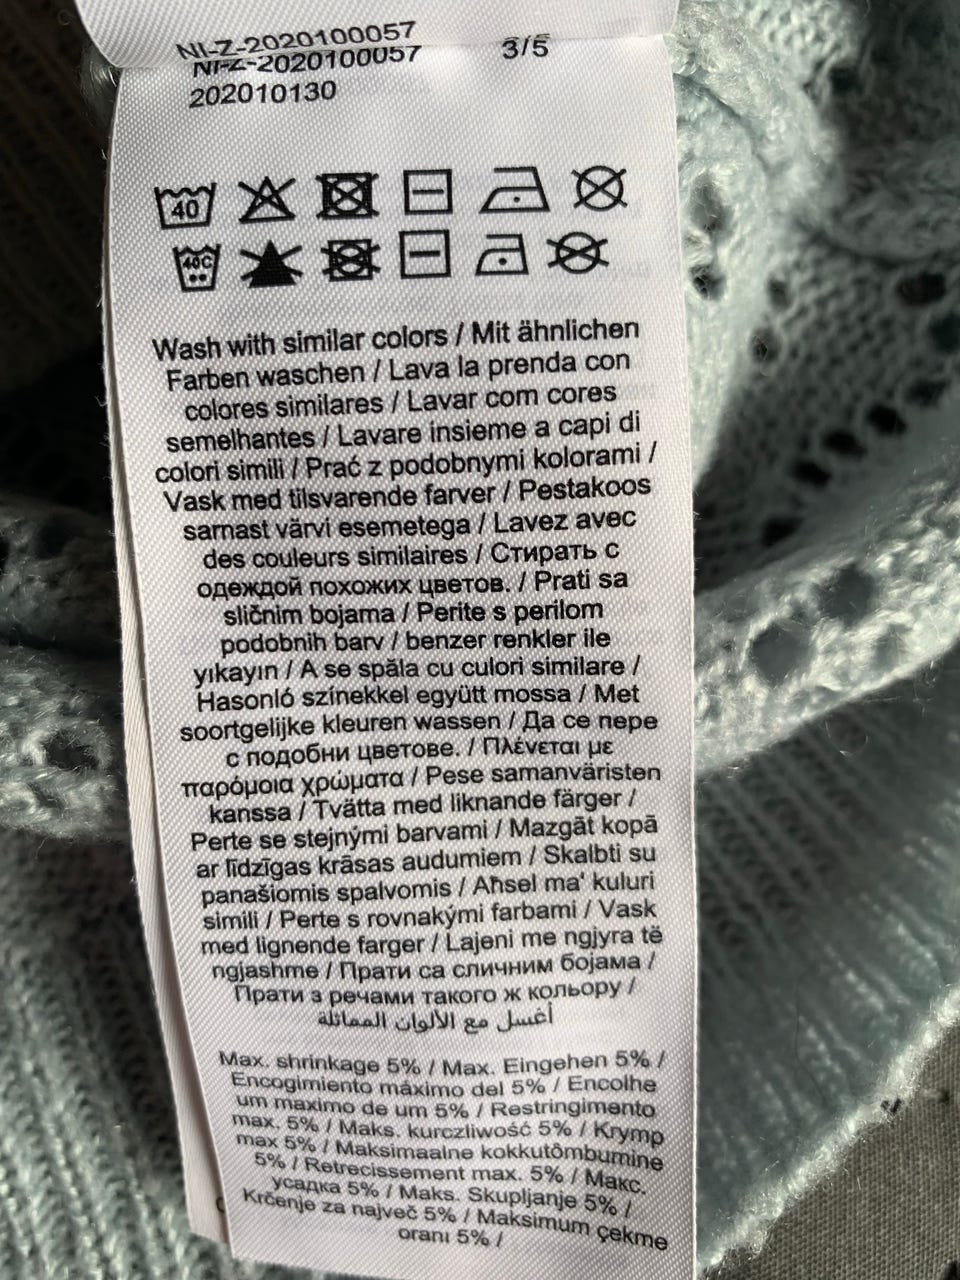 NI-Z-2020100057
NI-Z-2020100057 3/5
202010130
40
40C
Wash with similar colors / Mit ähnlichen
Farben waschen / Lava la prenda con
colores similares / Lavar com cores
semelhantes / Lavare insieme a capi di
colori simili / Prać z podobnymi kolorami /
Vask med tilsvarende farver / Pestakoos
sarnast värvi esemetega / Lavez avec
des couleurs similaires / Стирать с
одеждой похожих цветов. / Prati sa
sličnim bojama / Perite s perilom
podobnih barv / benzer renkler ile
yıkayın / A se spăla cu culori similare /
Hasonló színekkel együtt mossa / Met
soortgelijke kleuren wassen / Да се пере
с подобни цветове. / Πλένεται με
παρόμοια χρώματα / Pese samanväristen
kanssa / Tvätta med liknande färger /
Perte se stejnými barvami / Mazgāt kopā
ar līdzīgas krāsas audumiem / Skalbti su
panašiomis spalvomis / Aħsel ma' kuluri
simili / Perte s rovnakými farbami / Vask
med lignende farger / Lajeni me ngjyra të
ngjashme / Прати са сличним бојама /
Прати з речами такого ж кольору /
أغسل مع الألوان المماثلة
Max. shrinkage 5% / Max. Eingehen 5% /
Encogimiento máximo del 5% / Encolhe
um maximo de um 5% / Restringimento
max. 5% / Maks. kurczliwość 5% / Krymp
max 5% / Maksimaalne kokkutõmbumine
5% / Retrecissement max. 5% / Макс.
усадка 5% / Maks. Skupljanje 5% /
Krčenje za največ 5% / Maksimum çekme
oranı 5% /